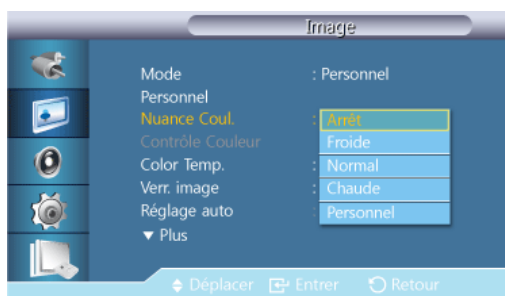 Image
Mode : Personnel
Personnel
Nuance Coul. : Arrêt
Contrôle Couleur Froide
Color Temp. : Normal
Verr. image : Chaude
Réglage auto : Personnel
▼ Plus
Déplacer Entrer Retour